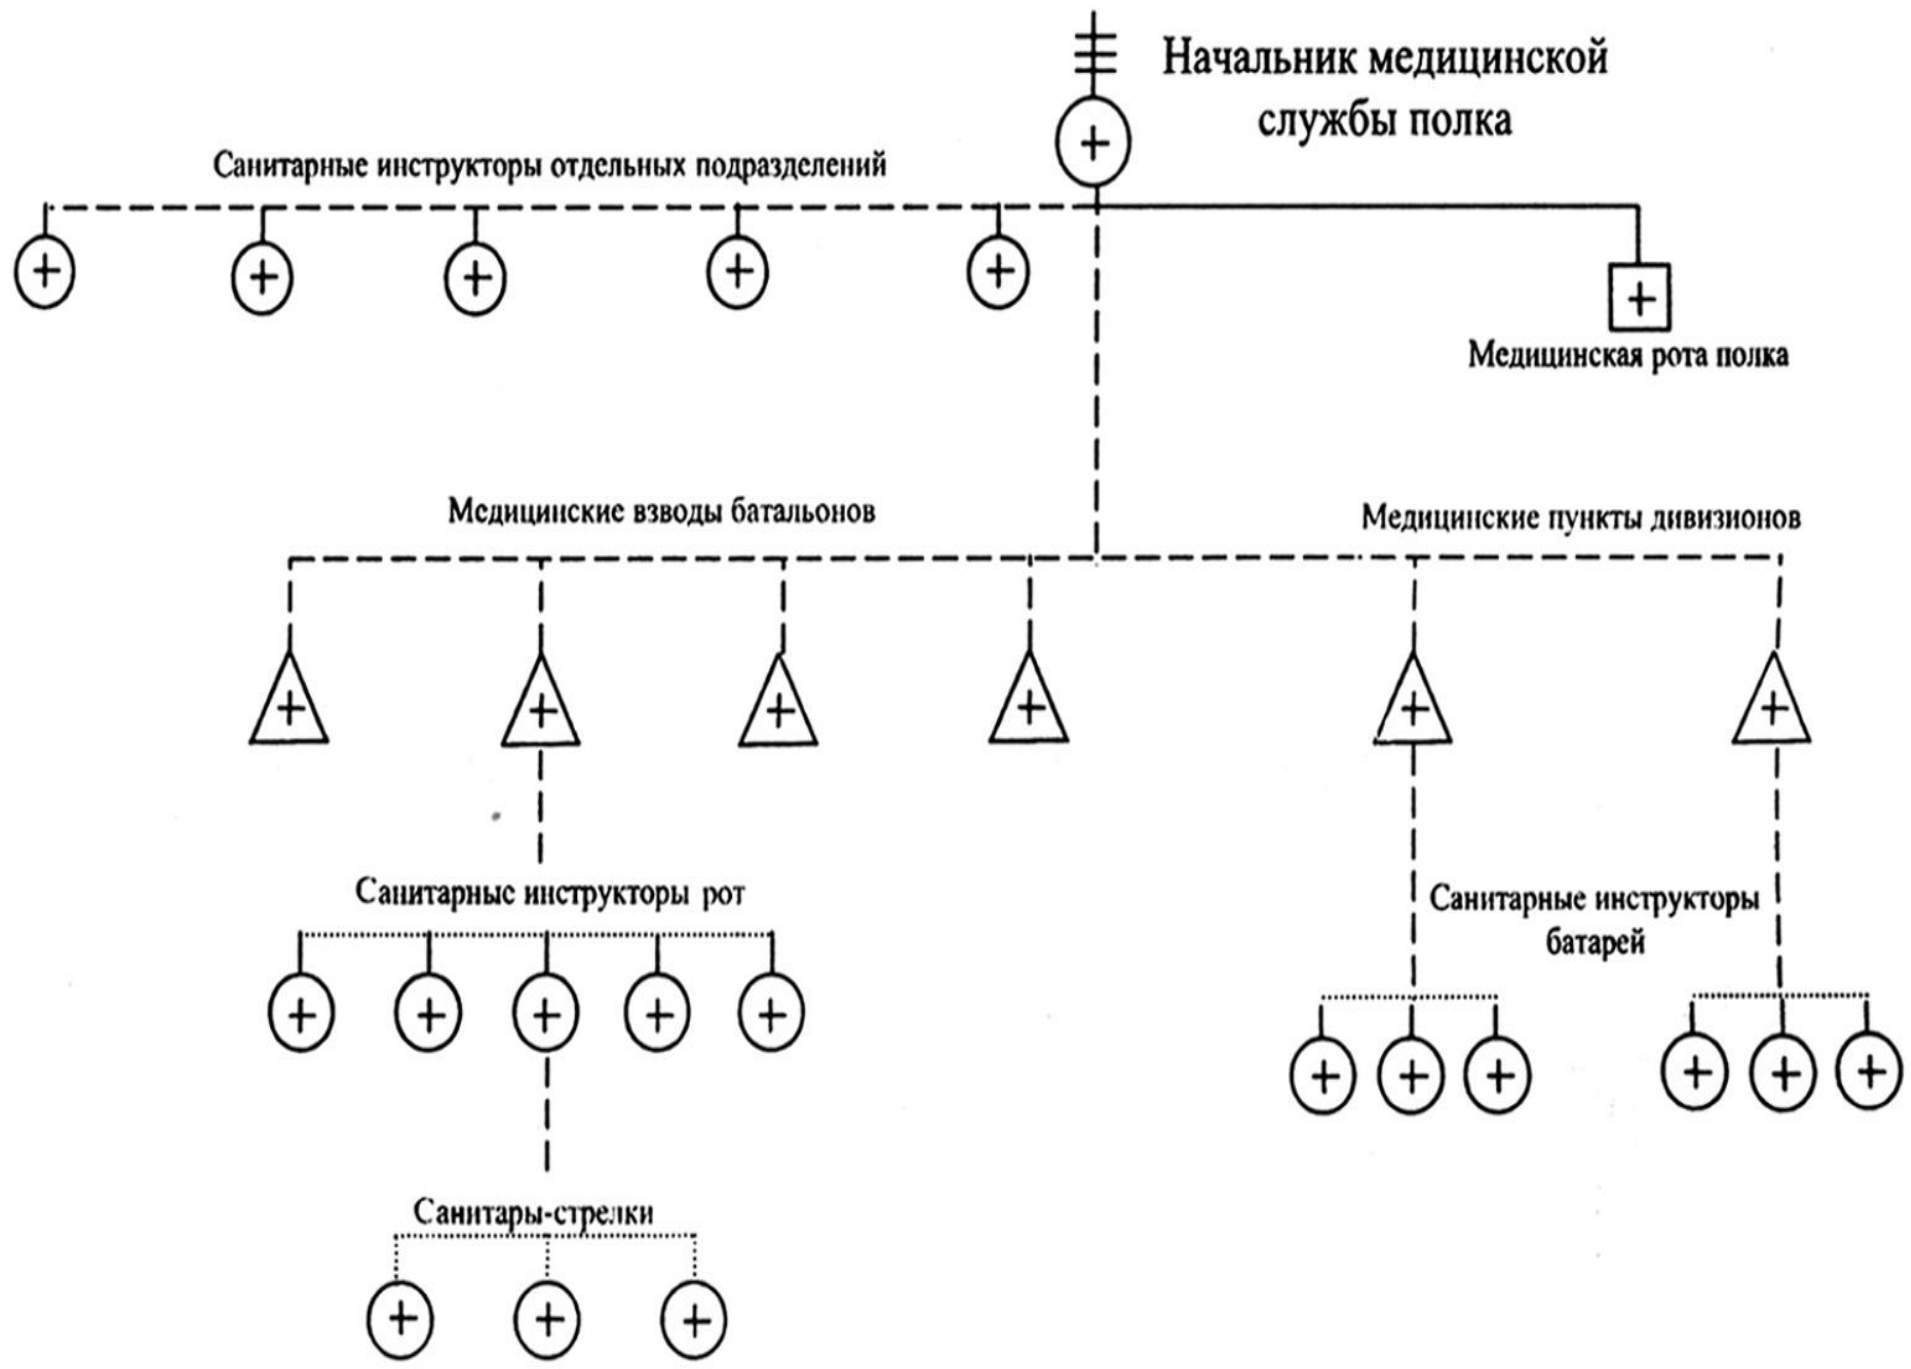 Начальник медицинской
службы полка
Санитарные инструкторы отдельных подразделений
Медицинская рота полка
Медицинские взводы батальонов
Медицинские пункты дивизионов
Санитарные инструкторы рот
Санитарные инструкторы
батарей
Санитары-стрелки